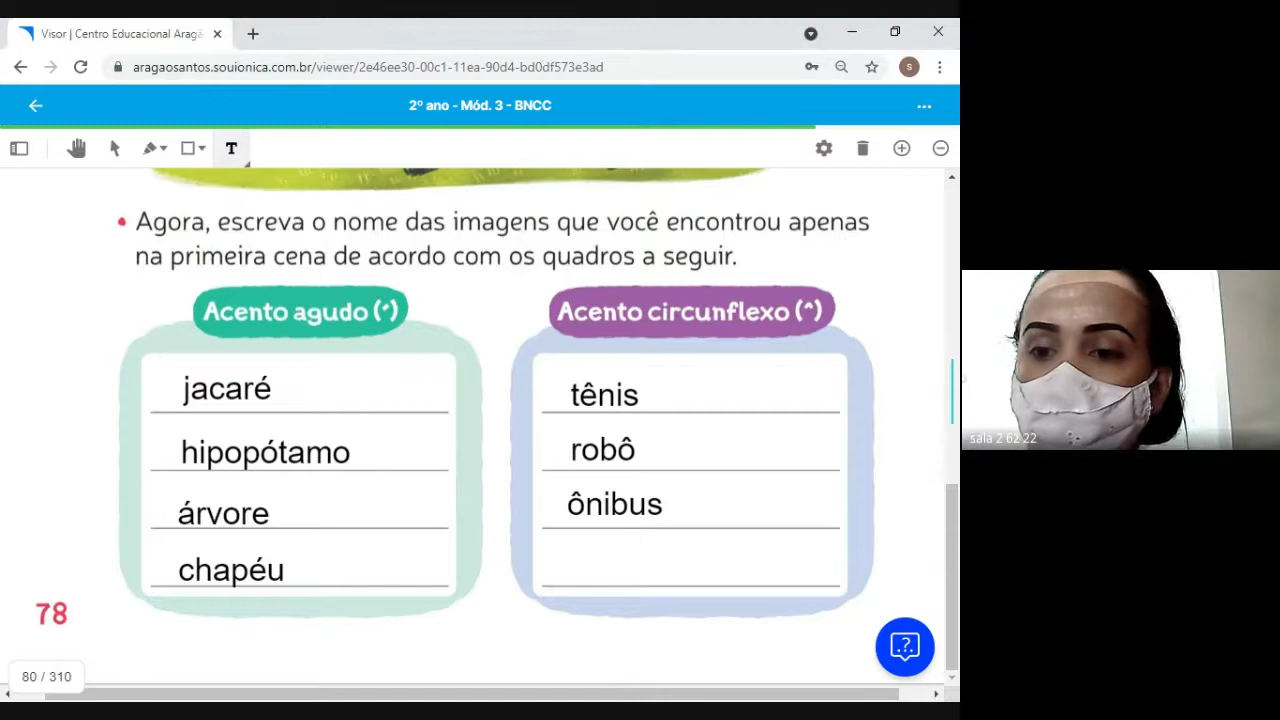 Visor | Centro Educacional Aragã
aragaosantos.souionica.com.br/viewer/2e46ee30-00c1-11ea-90d4-bd0df573e3ad
s
2º ano - Mód. 3 - BNCC
T
• Agora, escreva o nome das imagens que você encontrou apenas
na primeira cena de acordo com os quadros a seguir.
Acento agudo (´)
jacaré
hipopótamo
árvore
chapéu
Acento circunflexo (^)
tênis
robô
ônibus
78
80 / 310
?
sala 2 62 22